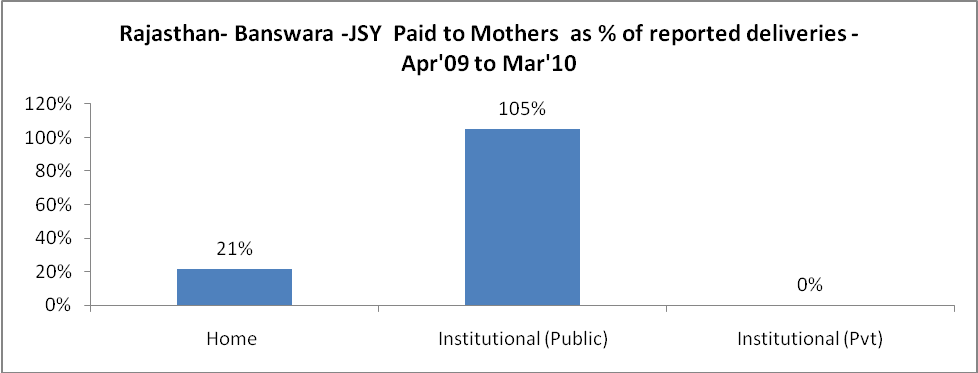 Rajasthan- Banswara -JSY  Paid to Mothers  as % of reported deliveries -
Apr'09 to Mar'10
120%
100%
80%
60%
40%
20%
0%
21%
105%
0%
Home
Institutional (Public)
Institutional (Pvt)